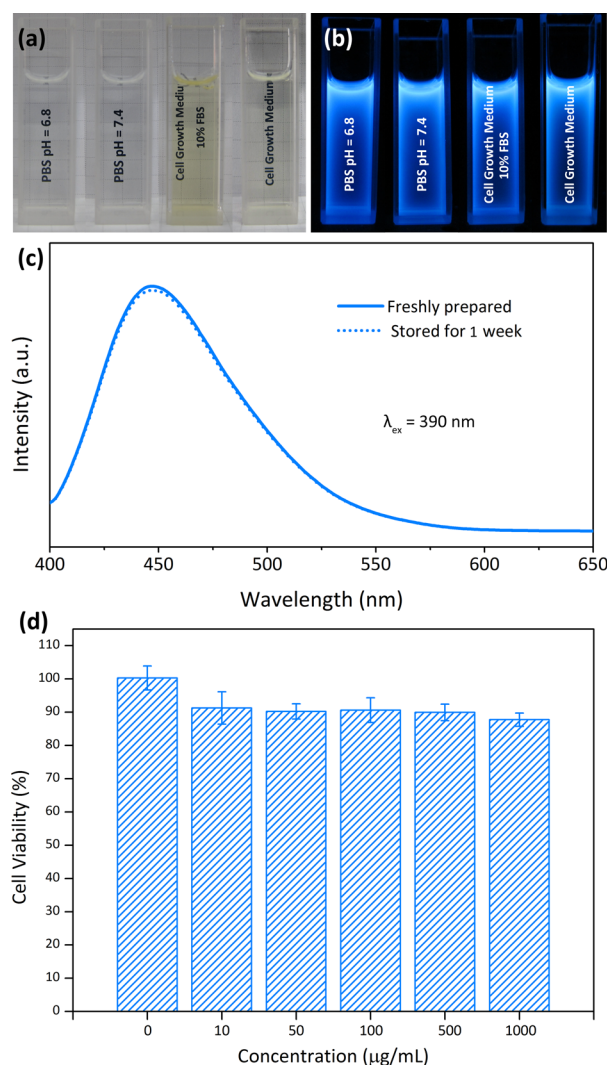 (a)
PBS pH = 6.8
PBS pH = 7.4
Cell Growth Medium
10% FBS
Cell Growth Medium
(b)
PBS pH = 6.8
PBS pH = 7.4
Cell Growth Medium
10% FBS
Cell Growth Medium
(c)
Freshly prepared
Stored for 1 week
λex = 390 nm
Intensity (a.u.)
400 450 500 550 600 650
Wavelength (nm)
(d)
110
100
90
80
70
60
50
40
30
20
10
0
Cell Viability (%)
0 10 50 100 500 1000
Concentration (μg/mL)